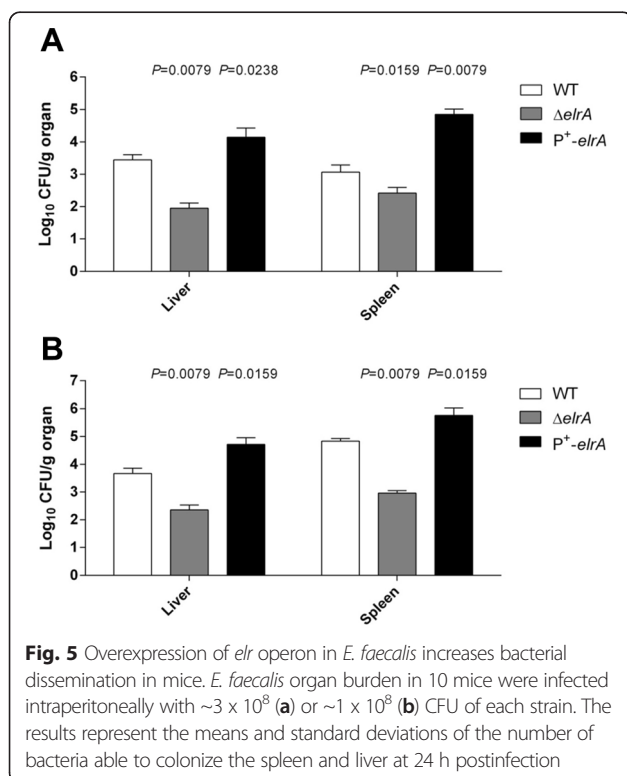 A
P=0.0079 P=0.0238 P=0.0159 P=0.0079
WT
ΔelrA
P⁺-elrA
Log₁₀ CFU/g organ
6
5
4
3
2
1
0
Liver
Spleen
B
P=0.0079 P=0.0159 P=0.0079 P=0.0159
WT
ΔelrA
P⁺-elrA
Log₁₀ CFU/g organ
7
6
5
4
3
2
1
0
Liver
Spleen
Fig. 5 Overexpression of elr operon in E. faecalis increases bacterial
dissemination in mice. E. faecalis organ burden in 10 mice were infected
intraperitoneally with ~3 x 10⁸ (a) or ~1 x 10⁸ (b) CFU of each strain. The
results represent the means and standard deviations of the number of
bacteria able to colonize the spleen and liver at 24 h postinfection